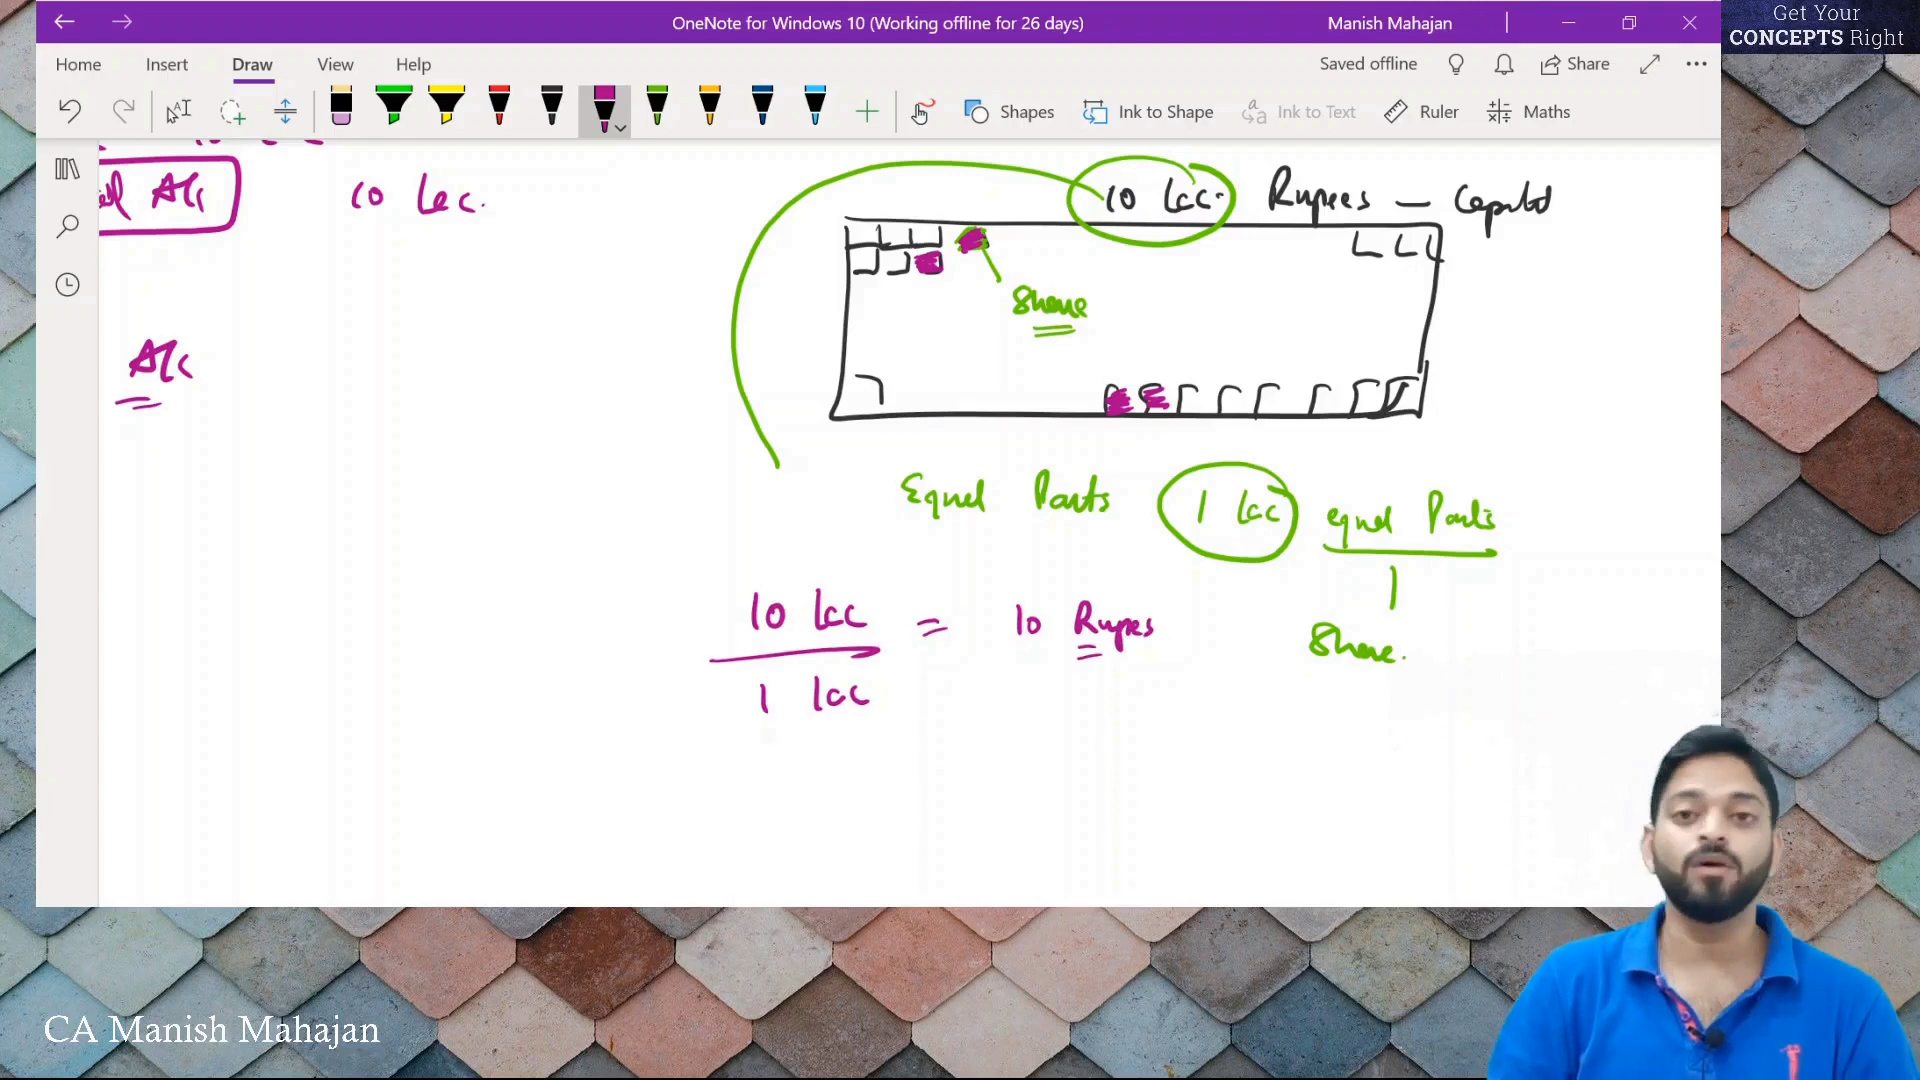 Get Your
CONCEPTS Right
OneNote for Windows 10 (Working offline for 26 days)
Manish Mahajan
Home Insert Draw View Help
Saved offline
Share
Shapes
Ink to Shape
Ink to Text
Ruler
Maths
A/c
10 Lac.
10 Lac. Rupees — Capital
Share
A/c
Equal Parts 1 Lac equal Parts
Share.
10 Lac
1 Lac
= 10 Rupees
CA Manish Mahajan